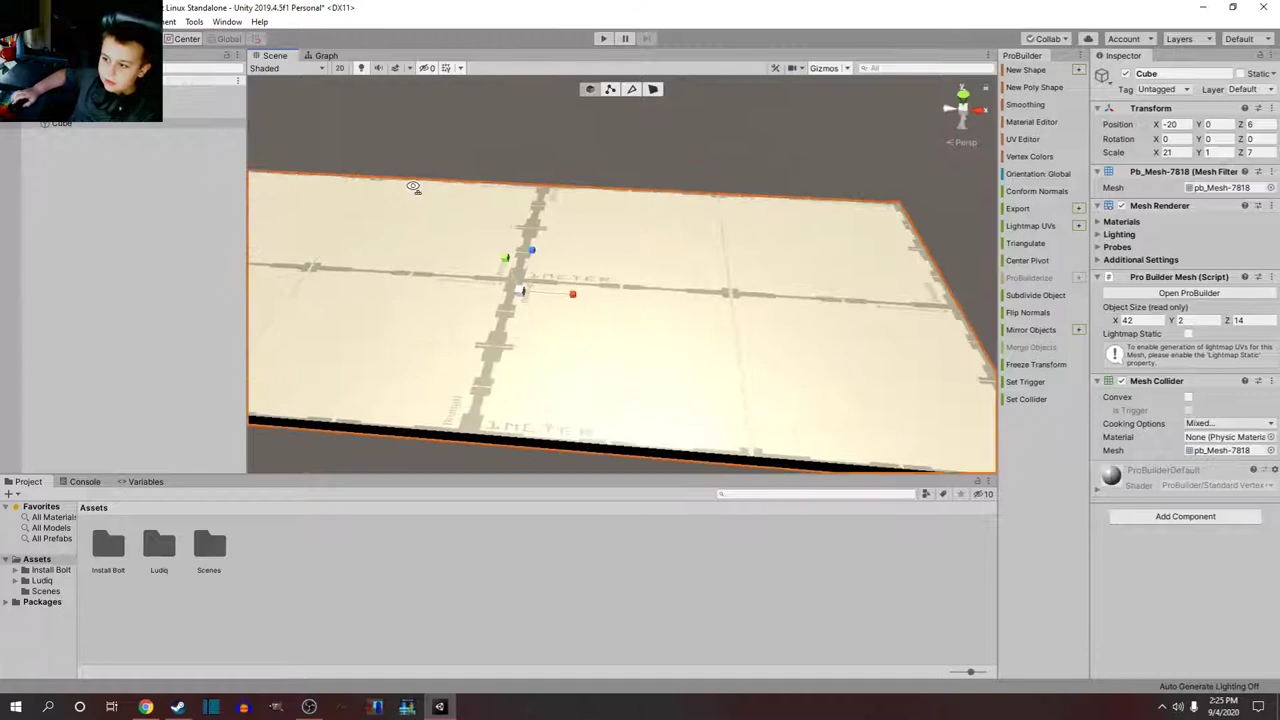 Linux Standalone - Unity 2019.4.5f1 Personal* <DX11>
Tools Window Help
Center Global
Collab Account Layers Default
Scene Graph
Shaded 20 0 Gizmos All
Persp
1METER
1METER
ProBuilder
New Shape +
New Poly Shape
Smoothing
Material Editor
UV Editor
Vertex Colors
Orientation: Global
Conform Normals
Export +
Lightmap UVs +
Triangulate
Center Pivot
ProBuilderize
Subdivide Object
Flip Normals
Mirror Objects +
Merge Objects
Freeze Transform
Set Trigger
Set Collider
Inspector
Cube Static
Tag Untagged Layer Default
Transform
Position X -20 Y 0 Z 6
Rotation X 0 Y 0 Z 0
Scale X 21 Y 1 Z 7
Pb_Mesh-7818 (Mesh Filter
Mesh pb_Mesh-7818
Mesh Renderer
Materials
Lighting
Probes
Additional Settings
Pro Builder Mesh (Script)
Open ProBuilder
Object Size (read only)
X 42 Y 2 Z 14
Lightmap Static
To enable generation of lightmap UVs for this
Mesh, please enable the 'Lightmap Static'
property.
Mesh Collider
Convex
Is Trigger
Cooking Options Mixed...
Material None (Physic Materia
Mesh pb_Mesh-7818
ProBuilderDefault
Shader ProBuilder/Standard Vertex
Add Component
Project Console Variables
10
Favorites
All Materials
All Models
All Prefabs
Assets
Install Bolt
Ludiq
Scenes
Packages
Assets
Install Bolt Ludiq Scenes
Auto Generate Lighting Off
2:25 PM
9/4/2020